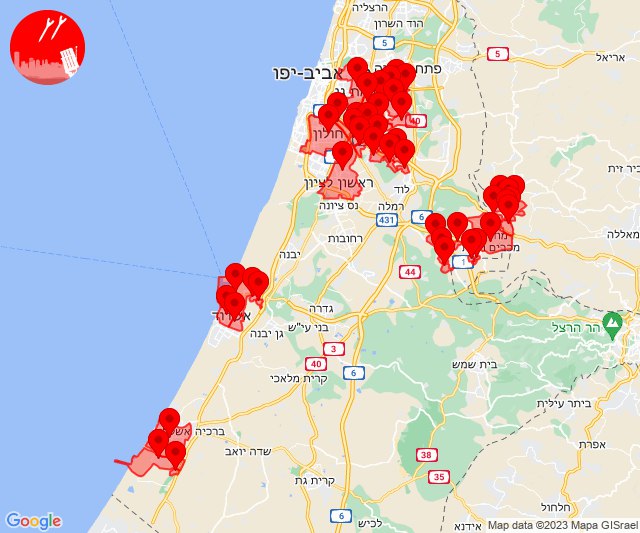 הרצליה
הוד השרון
5
5
אריאל
פתח
אביב-יפו
40
חולון
ראשון לציון
לוד
בית
נס ציונה
רמלה
431
6
רחובות
יבנה
1
44
גדרה
בני עי"ש
גן יבנה
הר הרצל
3
40
6
קרית מלאכי
בית שמש
ביתר עילית
ברכיה
אפרת
שדה יואב
38
35
קרית גת
חלחול
6
לכיש
אידנא
Google
Map data ©2023 Mapa GISrael